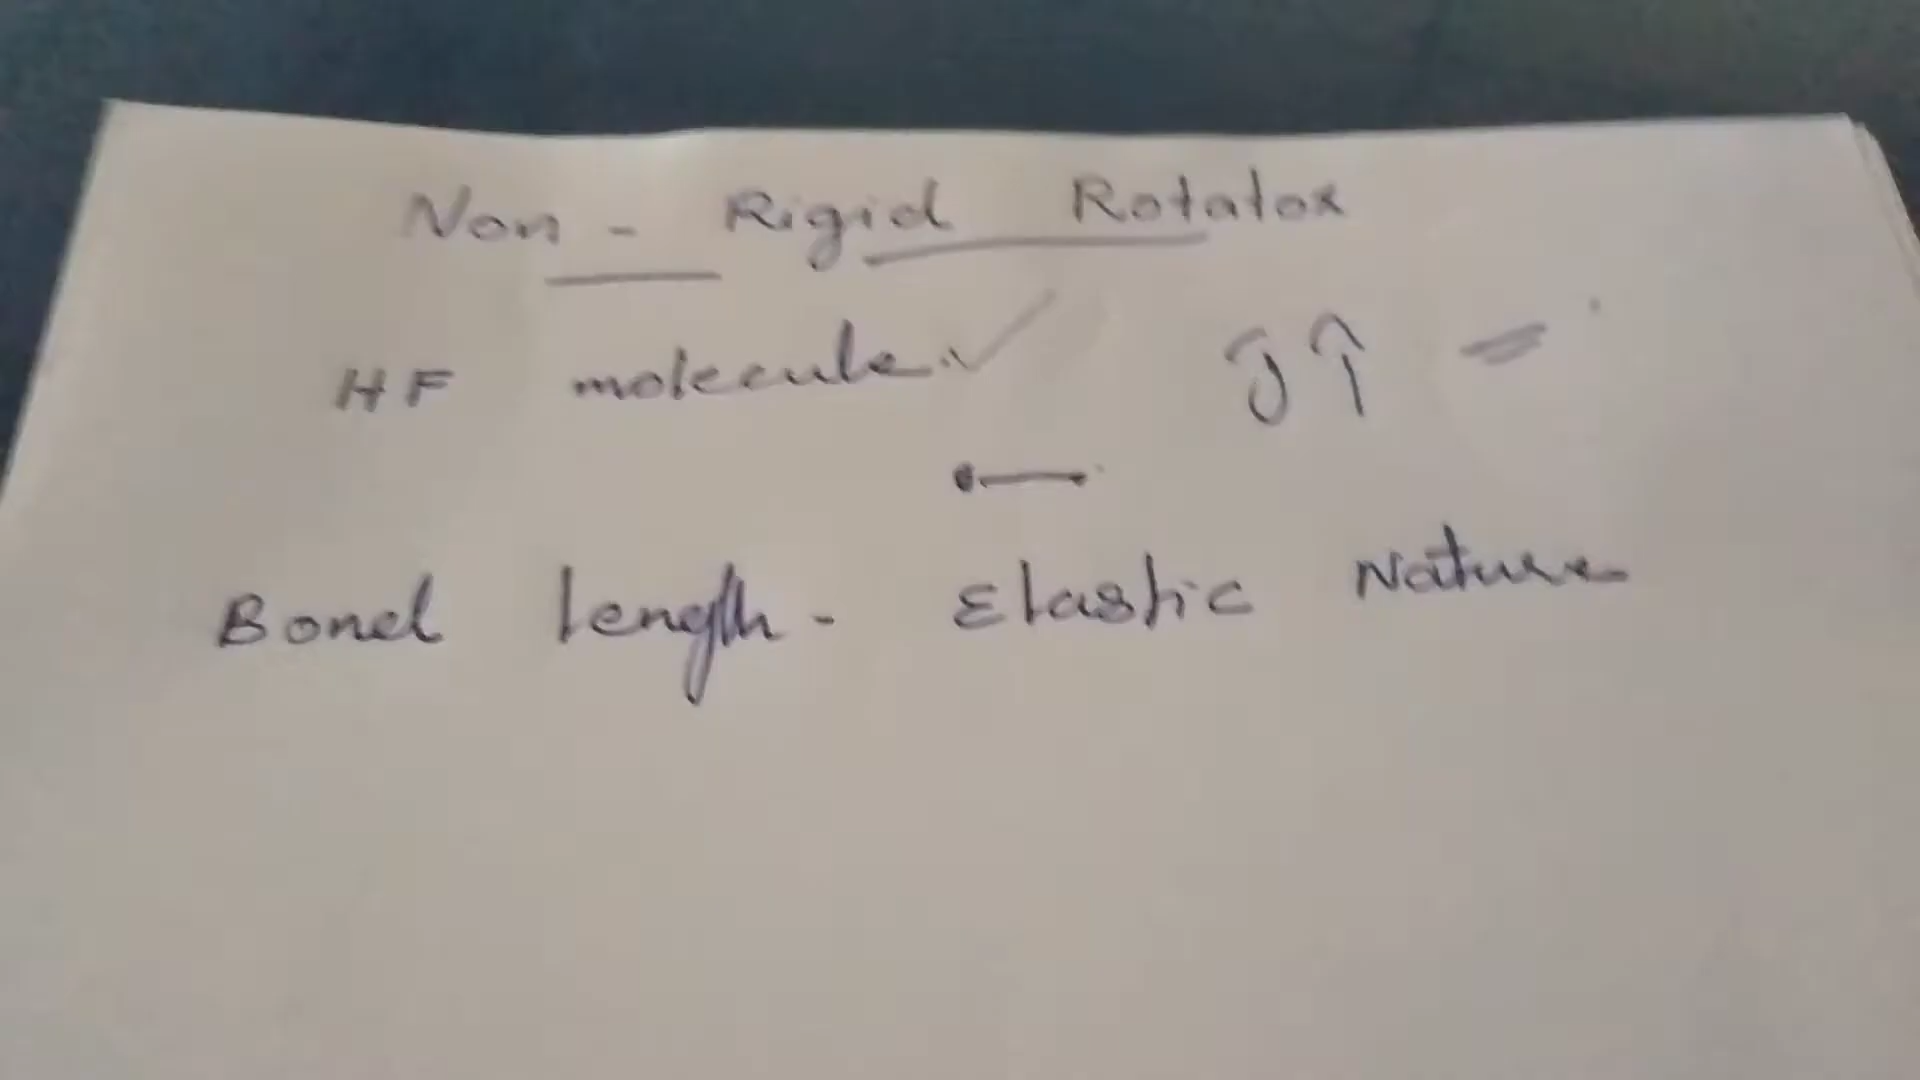 Non - Rigid Rotator
HF molecule. J↑ =
Bond length - Elastic Nature